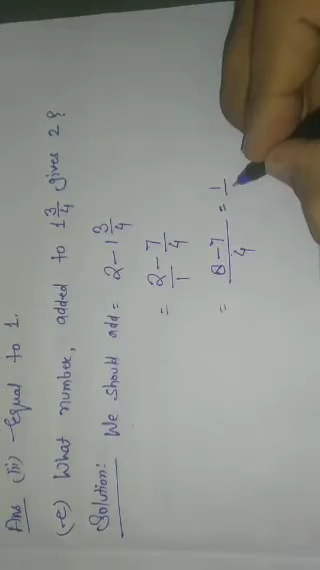 Ans (iii) Equal to 1.
(e) What number, added to 1 3/4 gives 2?
Solution: We should add = 2 - 1 3/4
= 2/1 - 7/4
= (8 - 7)/4 = 1/